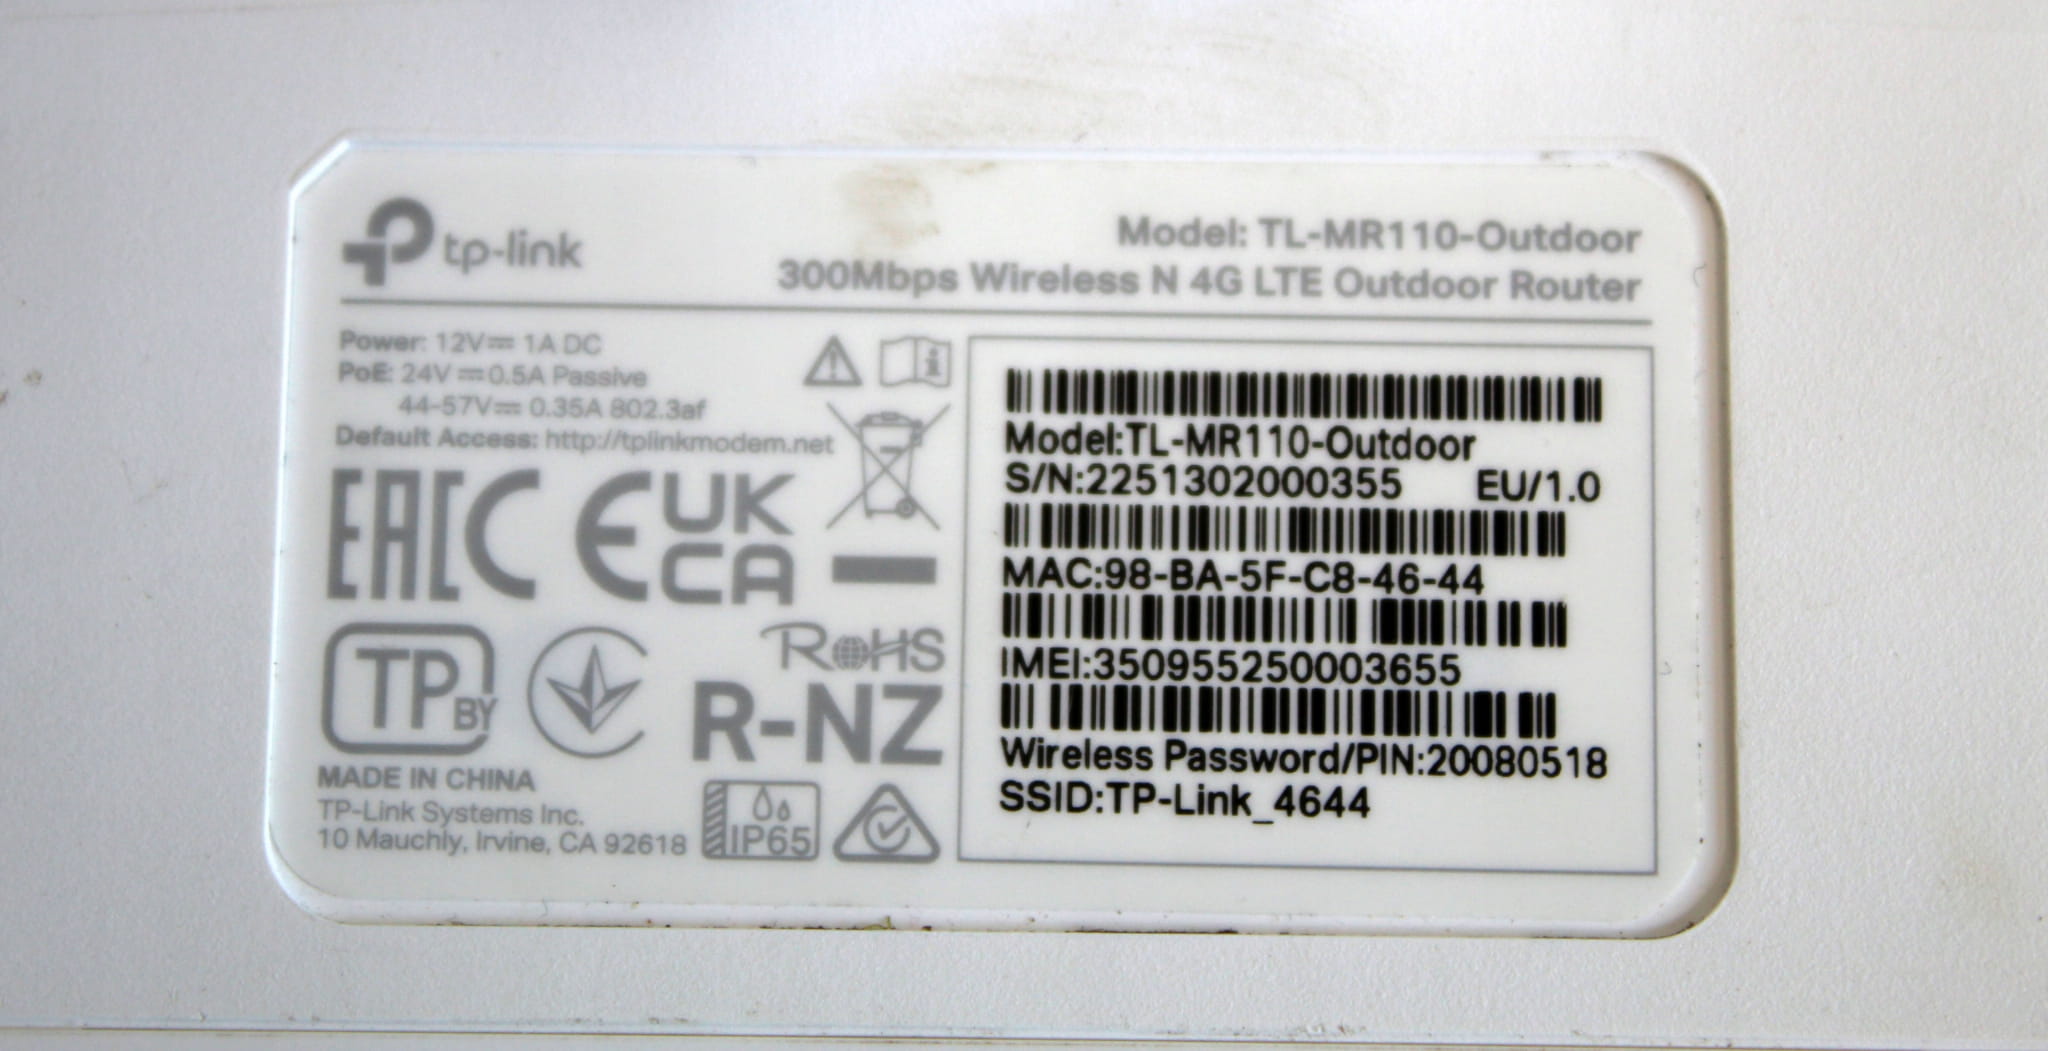 tp-link
Model: TL-MR110-Outdoor
300Mbps Wireless N 4G LTE Outdoor Router
Power: 12V⎓ 1A DC
PoE: 24V ⎓0.5A Passive
44-57V⎓ 0.35A 802.3af
Default Access: http://tplinkmodem.net
EAC CE UK
CA
TP BY
RoHS
R-NZ
MADE IN CHINA
TP-Link Systems Inc.
10 Mauchly, Irvine, CA 92618
IP65
Model:TL-MR110-Outdoor
S/N:2251302000355 EU/1.0
MAC:98-BA-5F-C8-46-44
IMEI:350955250003655
Wireless Password/PIN:20080518
SSID:TP-Link_4644